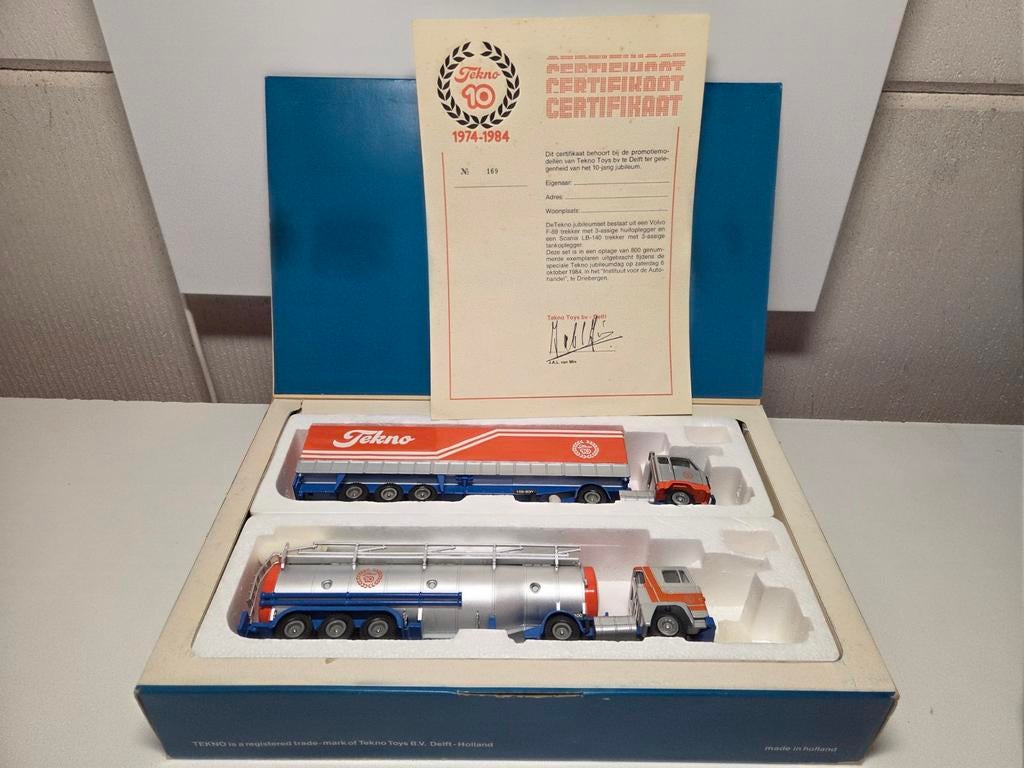 Tekno
10
1974-1984
CERTIFIKAAT
CERTIFIKAAT
CERTIFIKAAT
Nº 169
Dit certifikaat behoort bij de promotiemo-
dellen van Tekno Toys bv te Delft ter gele-
genheid van het 10-jarig jubileum.
Eigenaar:
Adres:
Woonplaats:
De Tekno jubileumset bestaat uit een Volvo
F-89 trekker met 3-assige huifoplegger en
een Scania LB-140 trekker met 3-assige
tankoplegger.
Deze set is in een oplage van 800 genum-
merde exemplaren uitgebracht tijdens de
speciale Tekno jubileumdag op zaterdag 6
oktober 1984, in het "Instituut voor de Auto-
handel", te Driebergen.
Tekno Toys bv - Delft
J.A.L. van Min
Tekno
10
10
TEKNO is a registered trade-mark of Tekno Toys B.V. Delft-Holland
made in holland